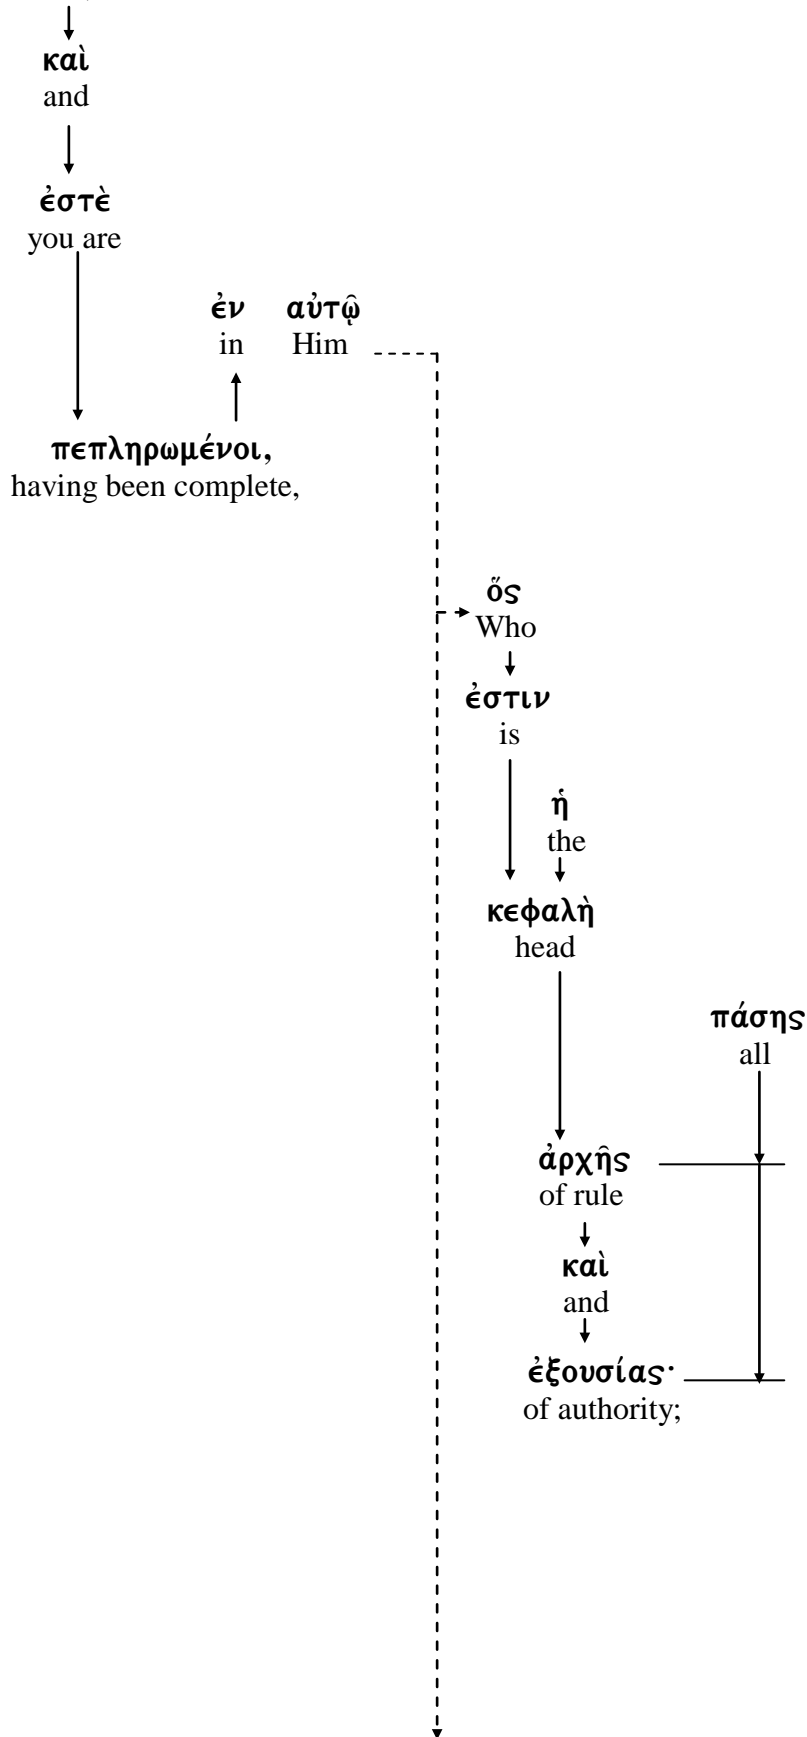 καὶ
and
ἐστὲ
you are
ἐν αὐτῷ
in Him
πεπληρωμένοι,
having been complete,
ὅς
Who
ἐστιν
is
ἡ
the
κεφαλὴ
head
πάσης
all
ἀρχῆς
of rule
καὶ
and
ἐξουσίας·
of authority;